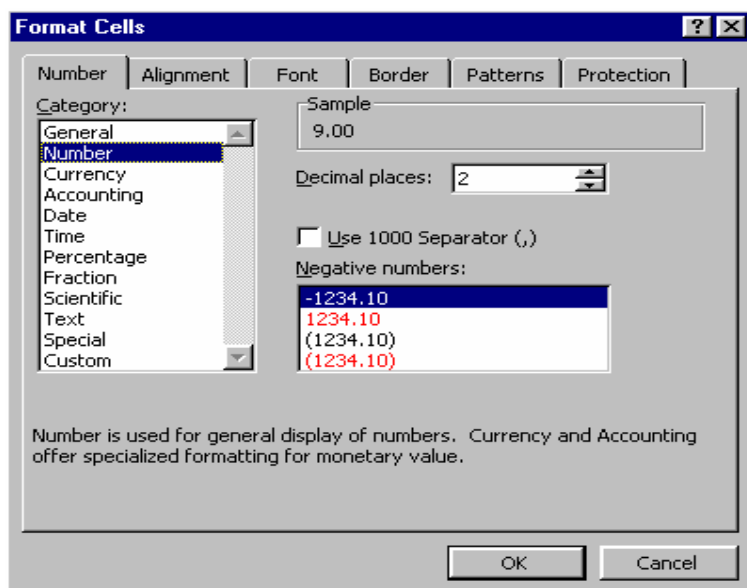 Format Cells
Number Alignment Font Border Patterns Protection
Category:
General
Number
Currency
Accounting
Date
Time
Percentage
Fraction
Scientific
Text
Special
Custom
Sample
9.00
Decimal places: 2
Use 1000 Separator (,)
Negative numbers:
-1234.10
1234.10
(1234.10)
(1234.10)
Number is used for general display of numbers. Currency and Accounting
offer specialized formatting for monetary value.
OK Cancel